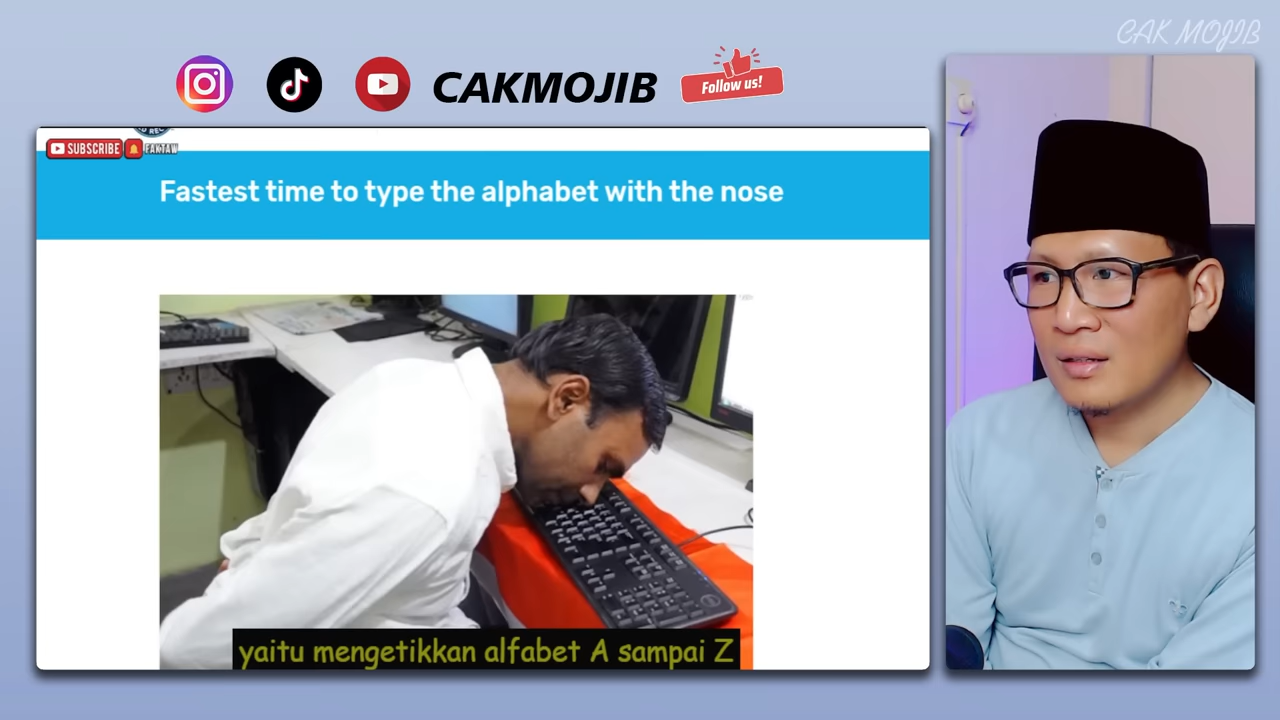 CAK MOJIB
CAKMOJIB
Follow us!
SUBSCRIBE
FAKTAW
Fastest time to type the alphabet with the nose
yaitu mengetikkan alfabet A sampai Z